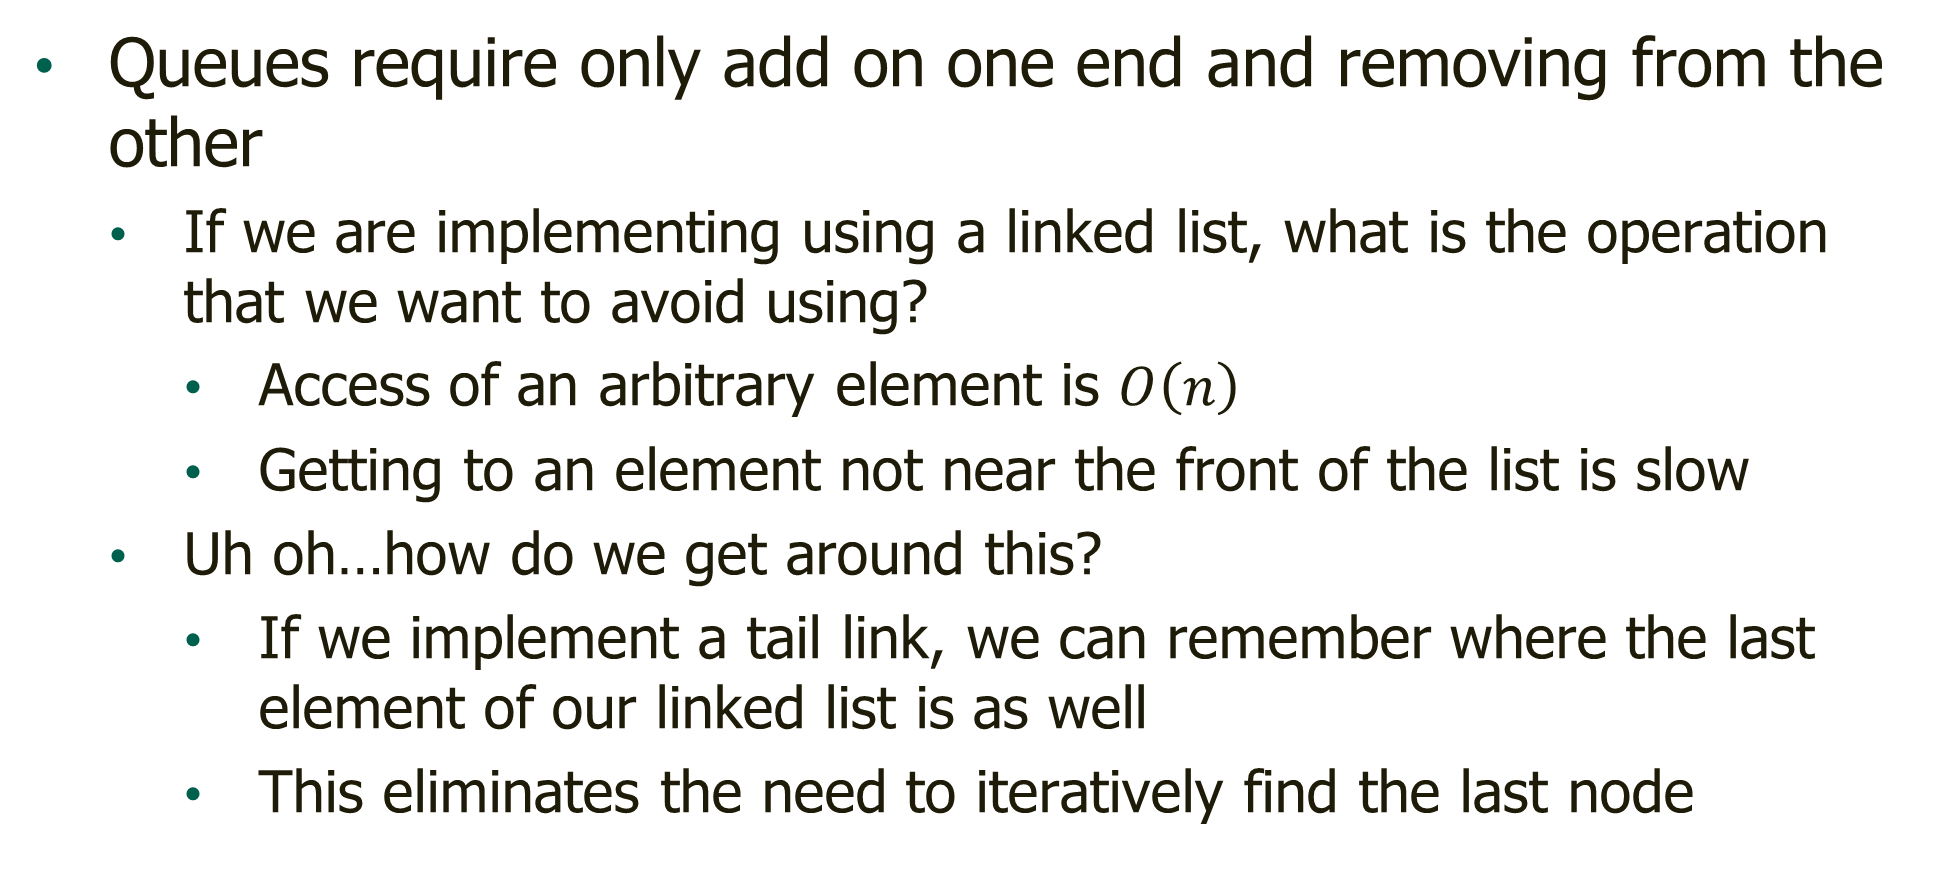 • Queues require only add on one end and removing from the
other
• If we are implementing using a linked list, what is the operation
that we want to avoid using?
• Access of an arbitrary element is 𝑂(𝑛)
• Getting to an element not near the front of the list is slow
• Uh oh…how do we get around this?
• If we implement a tail link, we can remember where the last
element of our linked list is as well
• This eliminates the need to iteratively find the last node